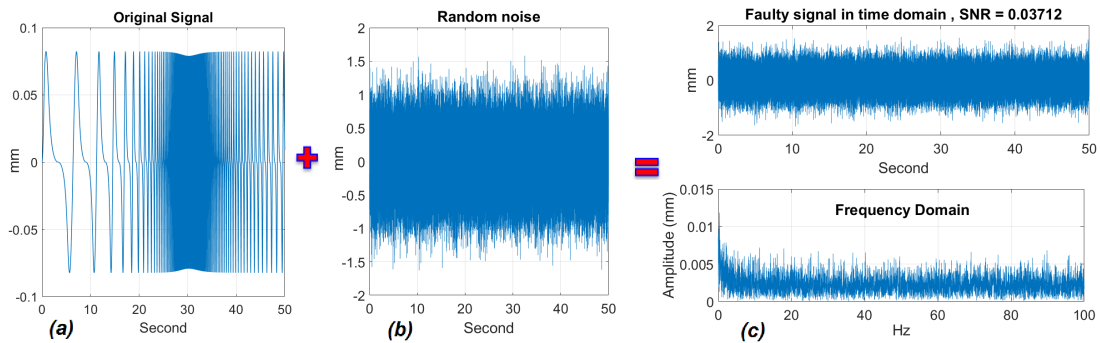 Original Signal
0.1
0.05
0
-0.05
-0.1
mm
0 10 20 30 40 50
Second
(a)
Random noise
2
1.5
1
0.5
0
-0.5
-1
-1.5
-2
mm
0 10 20 30 40 50
Second
(b)
Faulty signal in time domain , SNR = 0.03712
2
0
-2
mm
0 10 20 30 40 50
Second
Frequency Domain
0.015
0.01
0.005
0
Amplitude (mm)
0 20 40 60 80 100
Hz
(c)